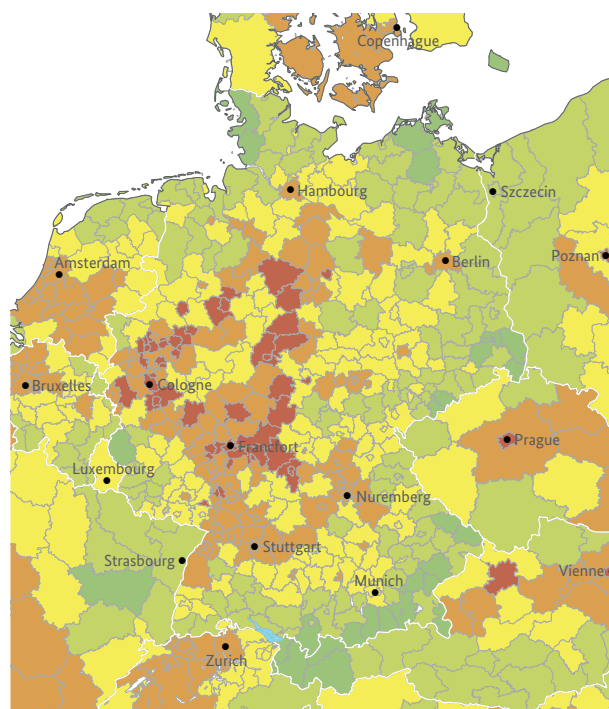 Copenhague
Hambourg
Szczecin
Amsterdam
Berlin
Poznan
Bruxelles
Cologne
Francfort
Prague
Luxembourg
Nuremberg
Strasbourg
Stuttgart
Vienne
Munich
Zurich